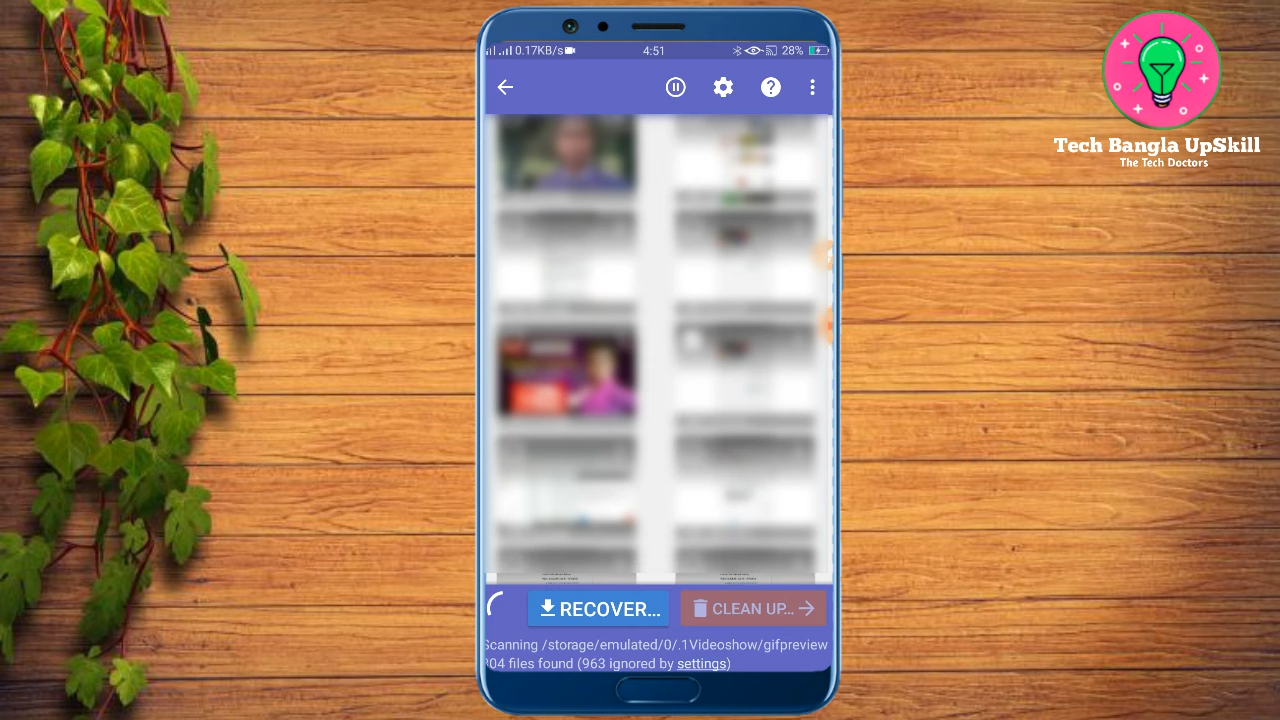 0.17KB/s
4:51
28%
Tech Bangla UpSkill
The Tech Doctors
RECOVER...
CLEAN UP...
Scanning /storage/emulated/0/.1Videoshow/gifpreview
04 files found (963 ignored by settings)